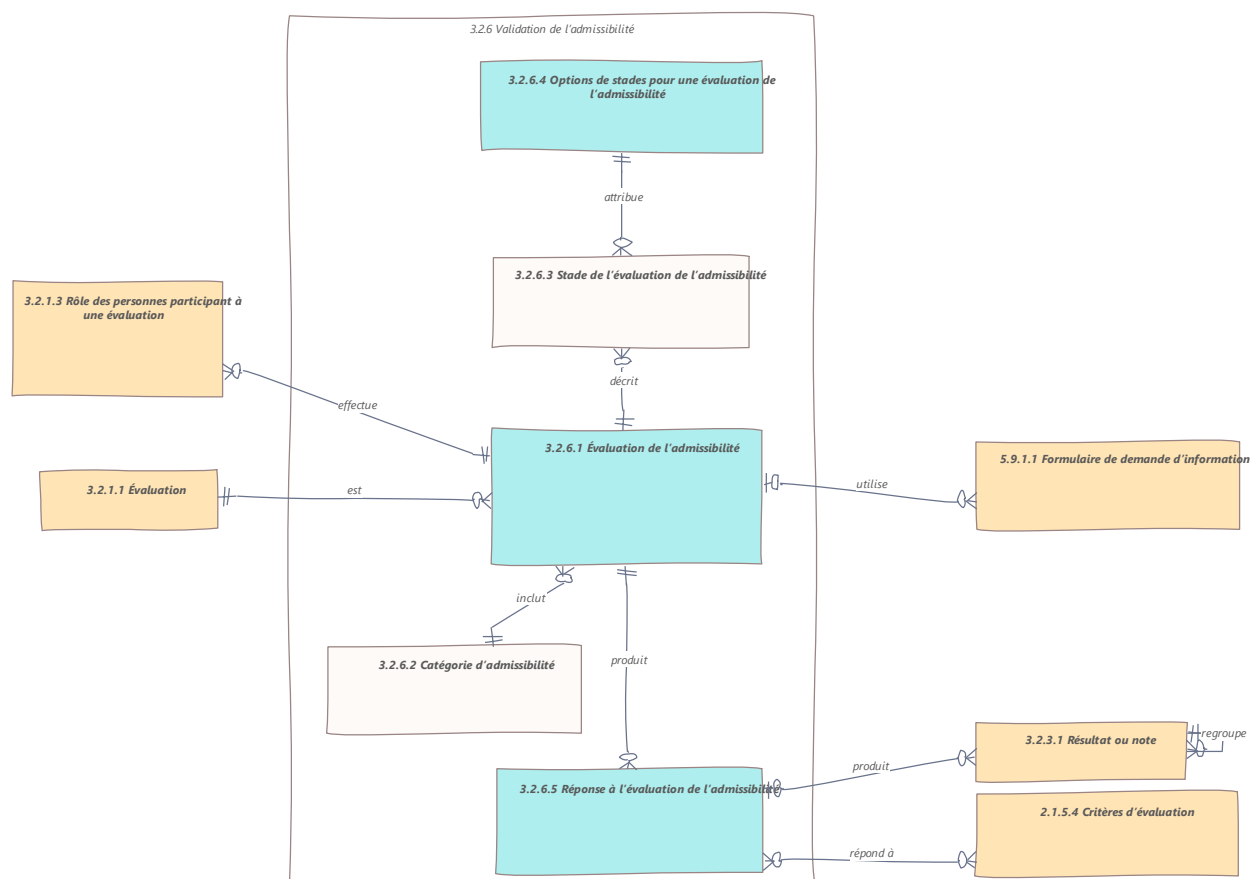 3.2.6 Validation de l'admissibilité
3.2.6.4 Options de stades pour une évaluation de
l'admissibilité
attribue
3.2.6.3 Stade de l'évaluation de l'admissibilité
3.2.1.3 Rôle des personnes participant à
une évaluation
décrit
effectue
3.2.6.1 Évaluation de l'admissibilité
5.9.1.1 Formulaire de demande d'information
3.2.1.1 Évaluation
est
utilise
inclut
produit
3.2.6.2 Catégorie d'admissibilité
3.2.3.1 Résultat ou note
regroupe
produit
3.2.6.5 Réponse à l'évaluation de l'admissibilité
2.1.5.4 Critères d'évaluation
répond à